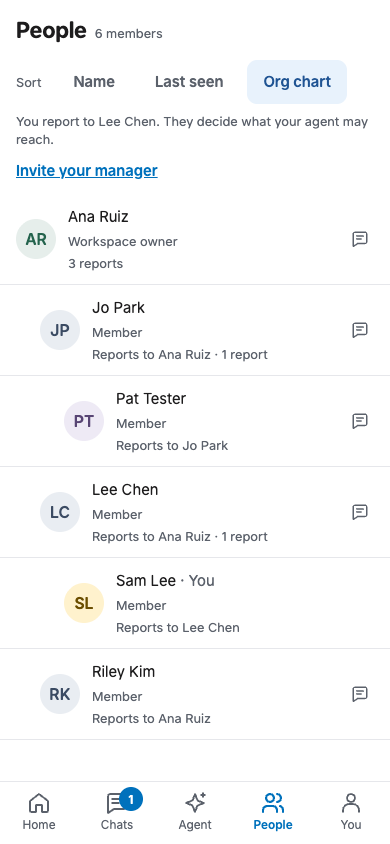 People 6 members
Sort Name Last seen Org chart
You report to Lee Chen. They decide what your agent may
reach.
Invite your manager
AR
Ana Ruiz
Workspace owner
3 reports
JP
Jo Park
Member
Reports to Ana Ruiz · 1 report
PT
Pat Tester
Member
Reports to Jo Park
LC
Lee Chen
Member
Reports to Ana Ruiz · 1 report
SL
Sam Lee · You
Member
Reports to Lee Chen
RK
Riley Kim
Member
Reports to Ana Ruiz
1
Home Chats Agent People You